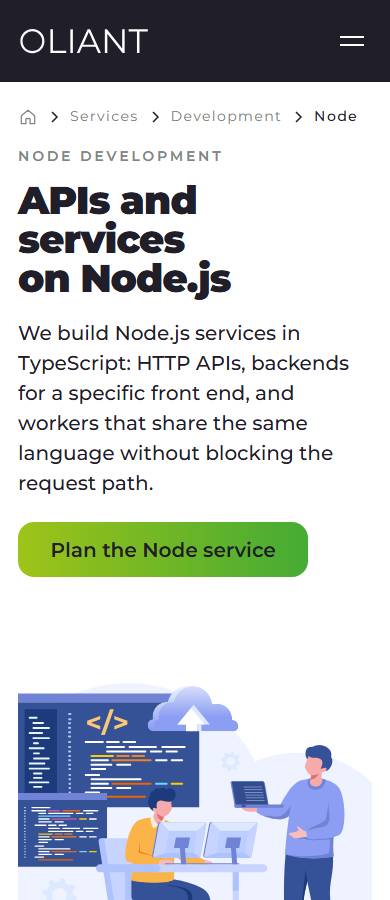 OLIANT
Services > Development > Node
NODE DEVELOPMENT
APIs and
services
on Node.js
We build Node.js services in
TypeScript: HTTP APIs, backends
for a specific front end, and
workers that share the same
language without blocking the
request path.
Plan the Node service
</>